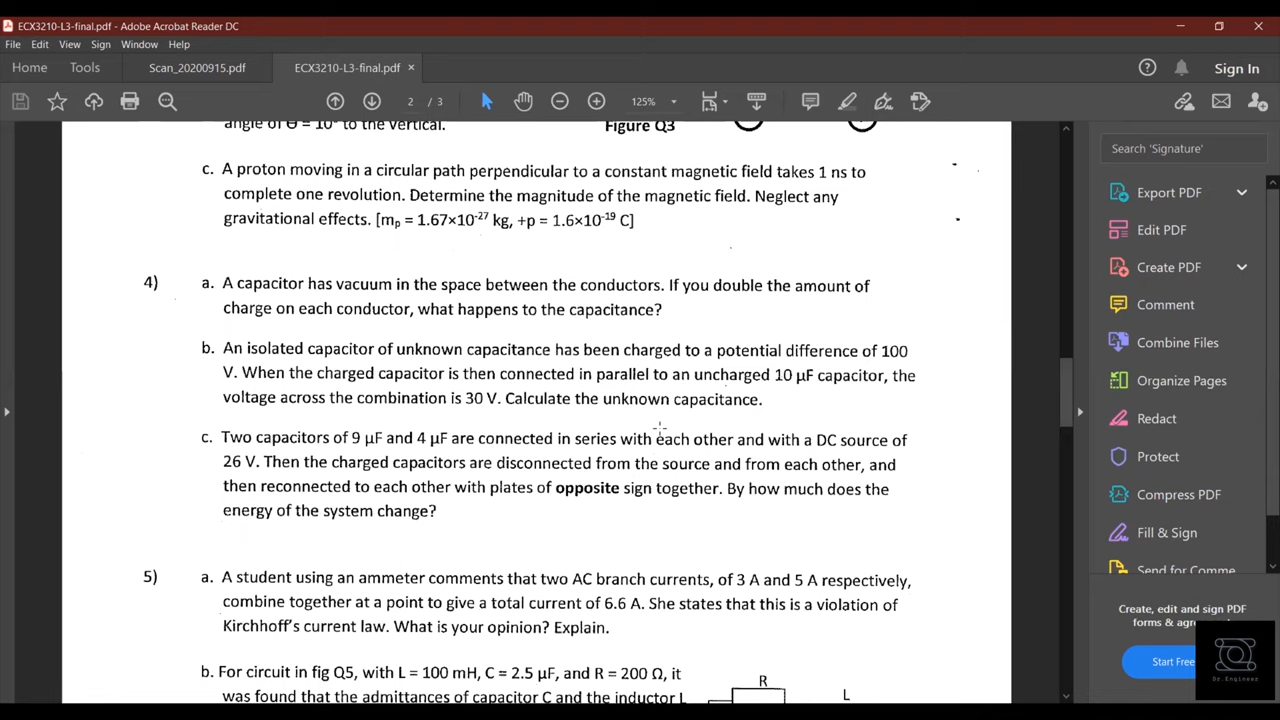 ECX3210-L3-final.pdf - Adobe Acrobat Reader DC
File Edit View Sign Window Help
Home Tools Scan_20200915.pdf ECX3210-L3-final.pdf × Sign In
2 / 3 125%
angle of Θ = 10° to the vertical. Figure Q3
c. A proton moving in a circular path perpendicular to a constant magnetic field takes 1 ns to
complete one revolution. Determine the magnitude of the magnetic field. Neglect any
gravitational effects. [mₚ = 1.67×10⁻²⁷ kg, +p = 1.6×10⁻¹⁹ C]
4) a. A capacitor has vacuum in the space between the conductors. If you double the amount of
charge on each conductor, what happens to the capacitance?
b. An isolated capacitor of unknown capacitance has been charged to a potential difference of 100
V. When the charged capacitor is then connected in parallel to an uncharged 10 µF capacitor, the
voltage across the combination is 30 V. Calculate the unknown capacitance.
c. Two capacitors of 9 µF and 4 µF are connected in series with each other and with a DC source of
26 V. Then the charged capacitors are disconnected from the source and from each other, and
then reconnected to each other with plates of opposite sign together. By how much does the
energy of the system change?
5) a. A student using an ammeter comments that two AC branch currents, of 3 A and 5 A respectively,
combine together at a point to give a total current of 6.6 A. She states that this is a violation of
Kirchhoff's current law. What is your opinion? Explain.
b. For circuit in fig Q5, with L = 100 mH, C = 2.5 µF, and R = 200 Ω, it
was found that the admittances of capacitor C and the inductor L
R
L
Search 'Signature'
Export PDF
Edit PDF
Create PDF
Comment
Combine Files
Organize Pages
Redact
Protect
Compress PDF
Fill & Sign
Send for Comme
Create, edit and sign PDF
forms & ag
Start Free
Dr.Engineer